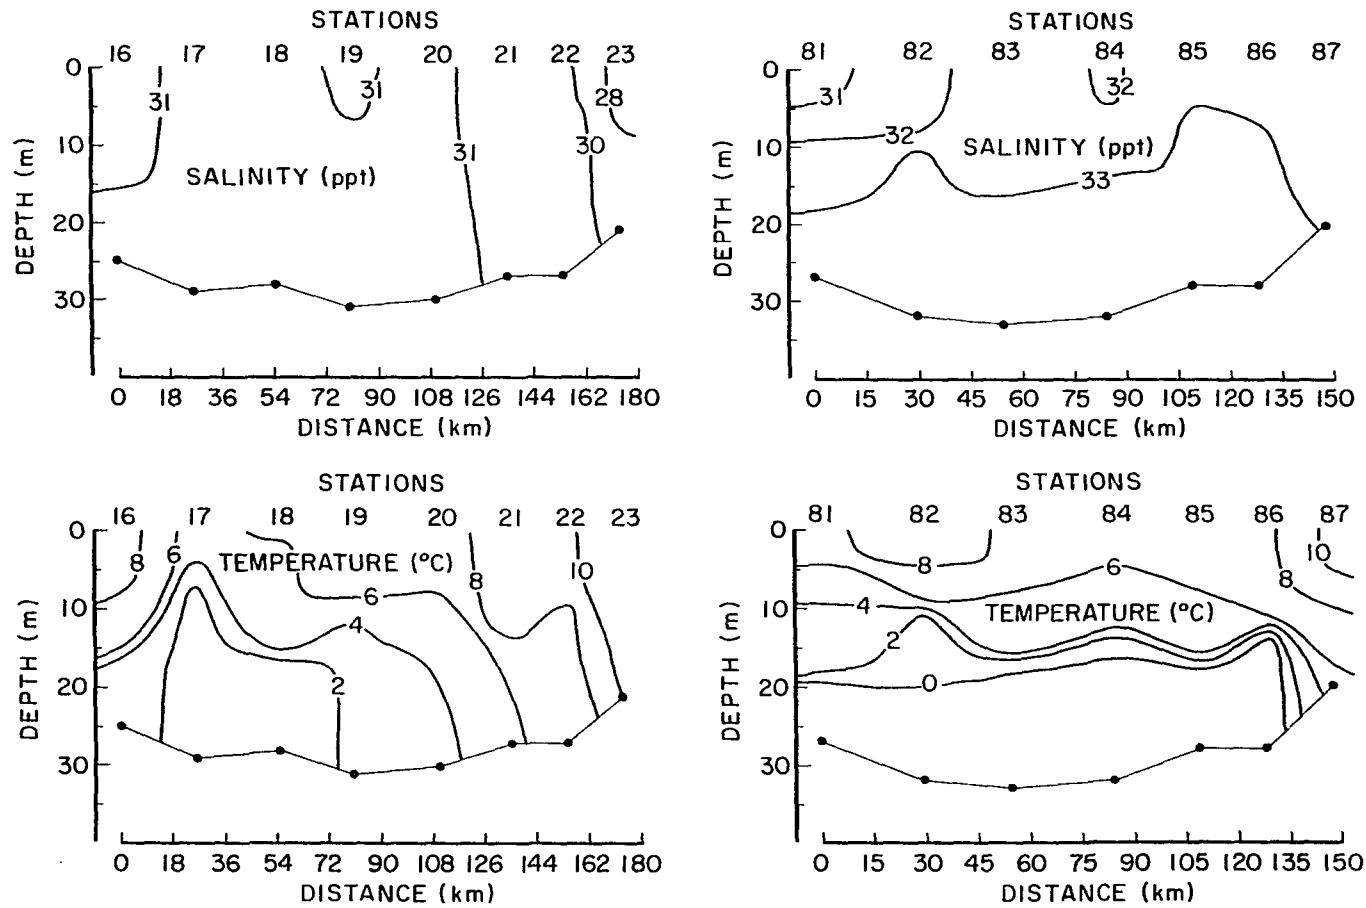 STATIONS
16 17 18 19 20 21 22 23
0
10
20
30
DEPTH (m)
31
31
31
30
28
SALINITY (ppt)
0 18 36 54 72 90 108 126 144 162 180
DISTANCE (km)
STATIONS
81 82 83 84 85 86 87
0
10
20
30
DEPTH (m)
31
32
32
33
SALINITY (ppt)
0 15 30 45 60 75 90 105 120 135 150
DISTANCE (km)
STATIONS
16 17 18 19 20 21 22 23
0
10
20
30
DEPTH (m)
8
6
TEMPERATURE (°C)
6
4
2
8
10
0 18 36 54 72 90 108 126 144 162 180
DISTANCE (km)
STATIONS
81 82 83 84 85 86 87
0
10
20
30
DEPTH (m)
8
6
4
2
0
TEMPERATURE (°C)
10
8
0 15 30 45 60 75 90 105 120 135 150
DISTANCE (km)